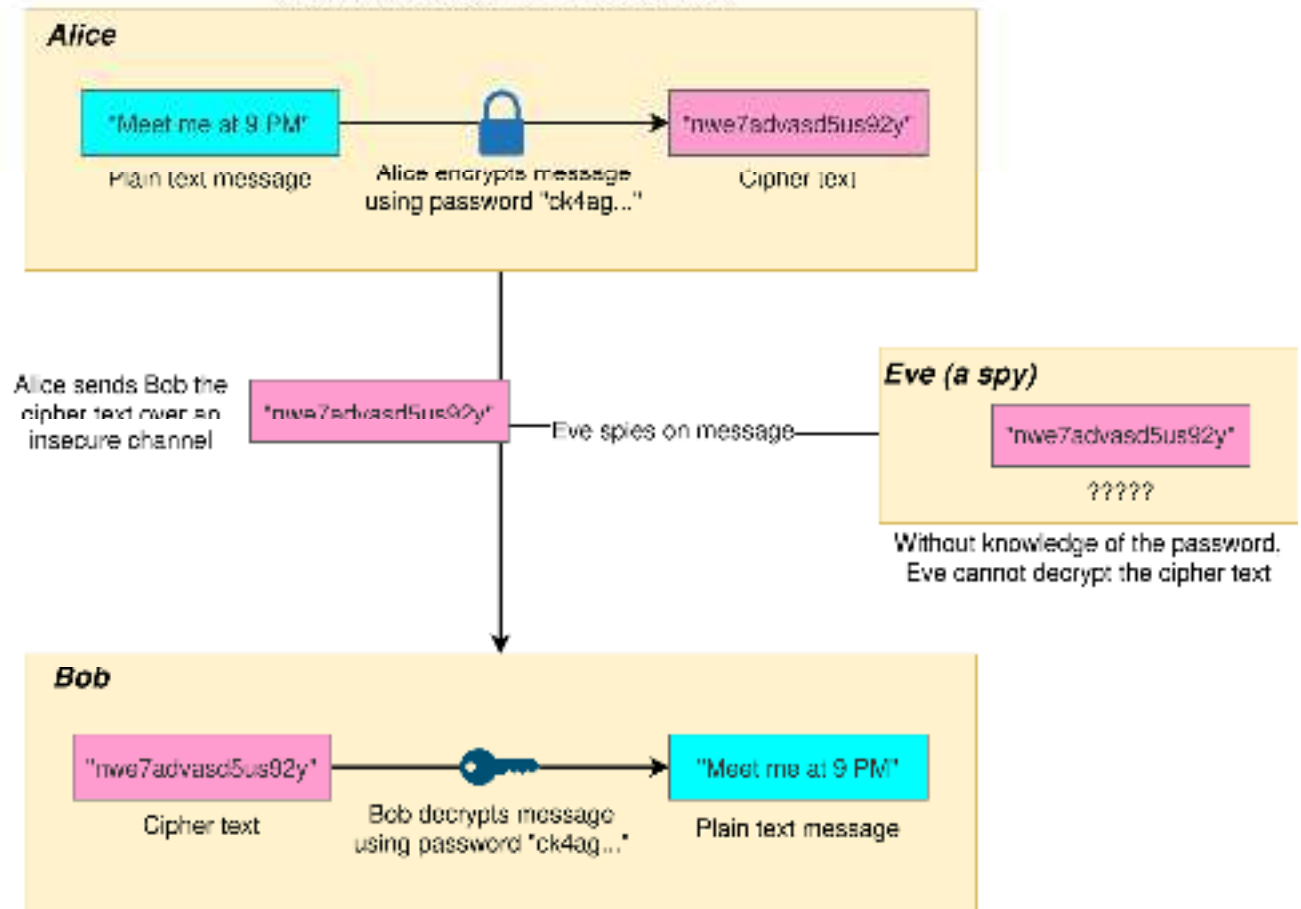 Alice
"Meet me at 9 PM"
"nwe7advasd5us92y"
Plain text message
Alice encrypts message
using password "ck4ag..."
Cipher text
Alice sends Bob the
cipher text over an
insecure channel
"nwe7advasd5us92y"
Eve spies on message
Eve (a spy)
"nwe7advasd5us92y"
?????
Without knowledge of the password.
Eve cannot decrypt the cipher text
Bob
"nwe7advasd5us92y"
"Meet me at 9 PM"
Cipher text
Bob decrypts message
using password "ck4ag..."
Plain text message